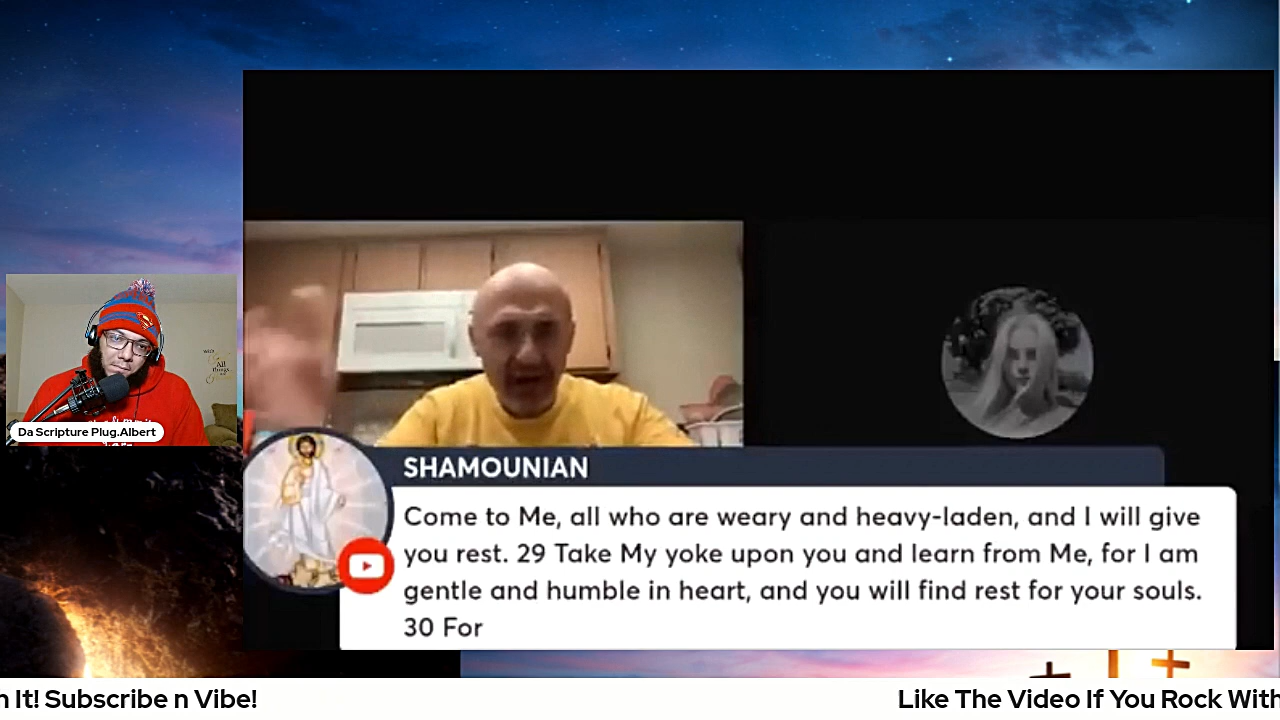 with
All
things
Da Scripture Plug.Albert
SHAMOUNIAN
Come to Me, all who are weary and heavy-laden, and I will give
you rest. 29 Take My yoke upon you and learn from Me, for I am
gentle and humble in heart, and you will find rest for your souls.
30 For
n It! Subscribe n Vibe!
Like The Video If You Rock With